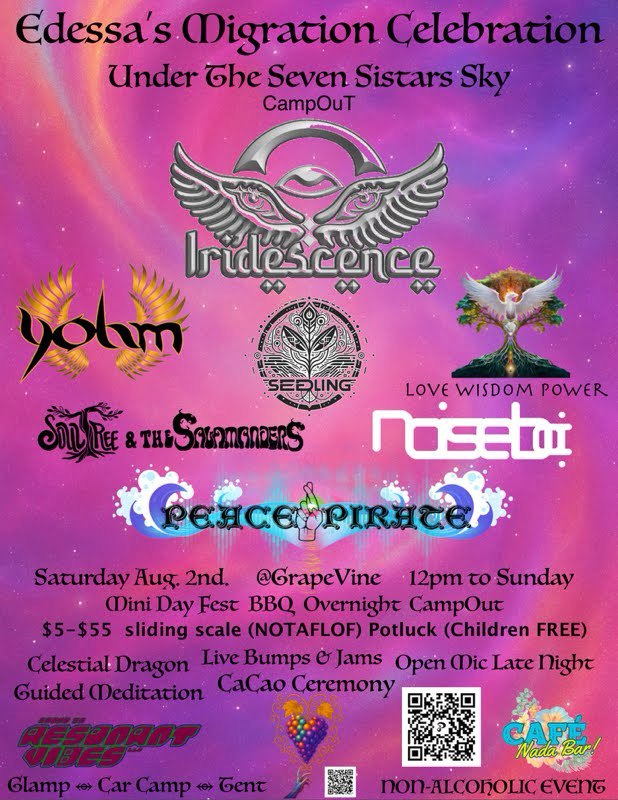 Edessa's Migration Celebration
Under The Seven Sistars Sky
CampOuT
Iridescence
yohm
SEEDLING
LOVE WISDOM POWER
SoulTree & the Salamanders
noiseboi
PEACE PIRATE
Saturday Aug. 2nd. @GrapeVine 12pm to Sunday
Mini Day Fest BBQ Overnight CampOut
$5-$55 sliding scale (NOTAFLOF) Potluck (Children FREE)
Celestial Dragon Live Bumps & Jams Open Mic Late Night
Guided Meditation CaCao Ceremony
RESONANT
VIBES
CAFÉ
Nada Bar!
Glamp Car Camp Tent NON-ALCOHOLIC EVENT